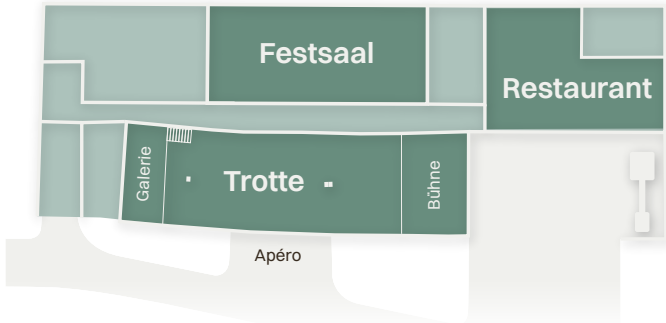 Festsaal
Restaurant
Galerie
Trotte
Bühne
Apéro